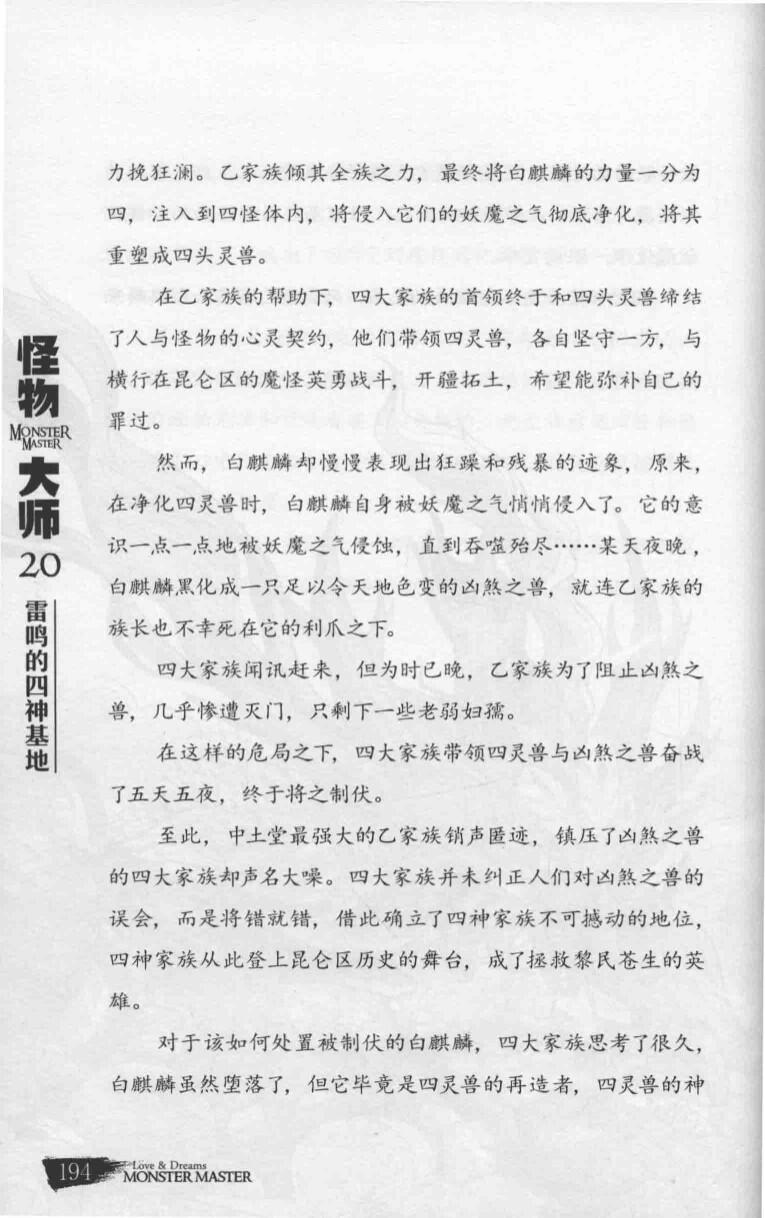 力挽狂澜。乙家族倾其全族之力，最终将白麒麟的力量一分为
四，注入到四怪体内，将侵入它们的妖魔之气彻底净化，将其
重塑成四头灵兽。
在乙家族的帮助下，四大家族的首领终于和四头灵兽缔结
了人与怪物的心灵契约，他们带领四灵兽，各自坚守一方，与
横行在昆仑区的魔怪英勇战斗，开疆拓土，希望能弥补自己的
罪过。
然而，白麒麟却慢慢表现出狂躁和残暴的迹象，原来，
在净化四灵兽时，白麒麟自身被妖魔之气悄悄侵入了。它的意
识一点一点地被妖魔之气侵蚀，直到吞噬殆尽……某天夜晚，
白麒麟黑化成一只足以令天地色变的凶煞之兽，就连乙家族的
族长也不幸死在它的利爪之下。
四大家族闻讯赶来，但为时已晚，乙家族为了阻止凶煞之
兽，几乎惨遭灭门，只剩下一些老弱妇孺。
在这样的危局之下，四大家族带领四灵兽与凶煞之兽奋战
了五天五夜，终于将之制伏。
至此，中土堂最强大的乙家族销声匿迹，镇压了凶煞之兽
的四大家族却声名大噪。四大家族并未纠正人们对凶煞之兽的
误会，而是将错就错，借此确立了四神家族不可撼动的地位，
四神家族从此登上昆仑区历史的舞台，成了拯救黎民苍生的英
雄。
对于该如何处置被制伏的白麒麟，四大家族思考了很久，
白麒麟虽然堕落了，但它毕竟是四灵兽的再造者，四灵兽的神
怪物
MONSTER
MASTER
大师
20
雷鸣的四神基地
194
Love & Dreams
MONSTER MASTER